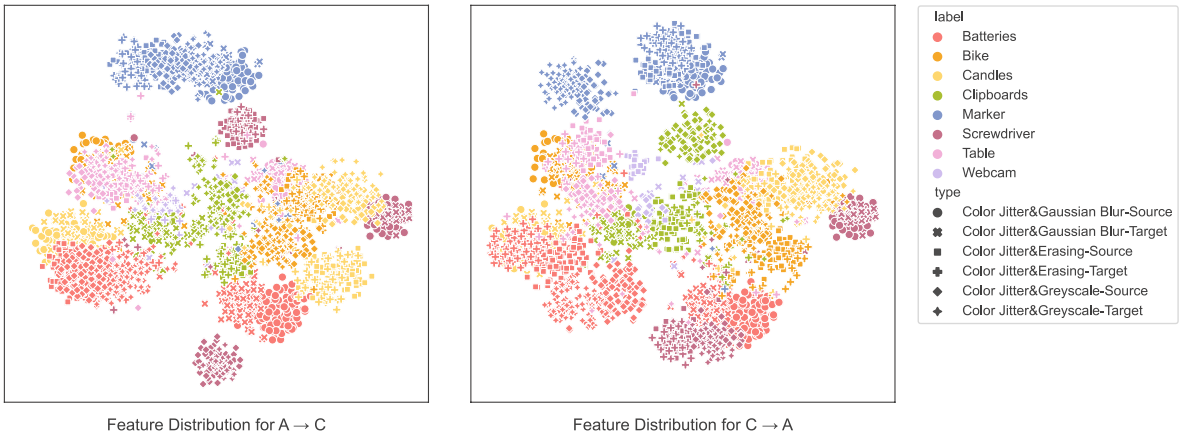 label
Batteries
Bike
Candles
Clipboards
Marker
Screwdriver
Table
Webcam
type
Color Jitter&Gaussian Blur-Source
Color Jitter&Gaussian Blur-Target
Color Jitter&Erasing-Source
Color Jitter&Erasing-Target
Color Jitter&Greyscale-Source
Color Jitter&Greyscale-Target
Feature Distribution for A → C
Feature Distribution for C → A